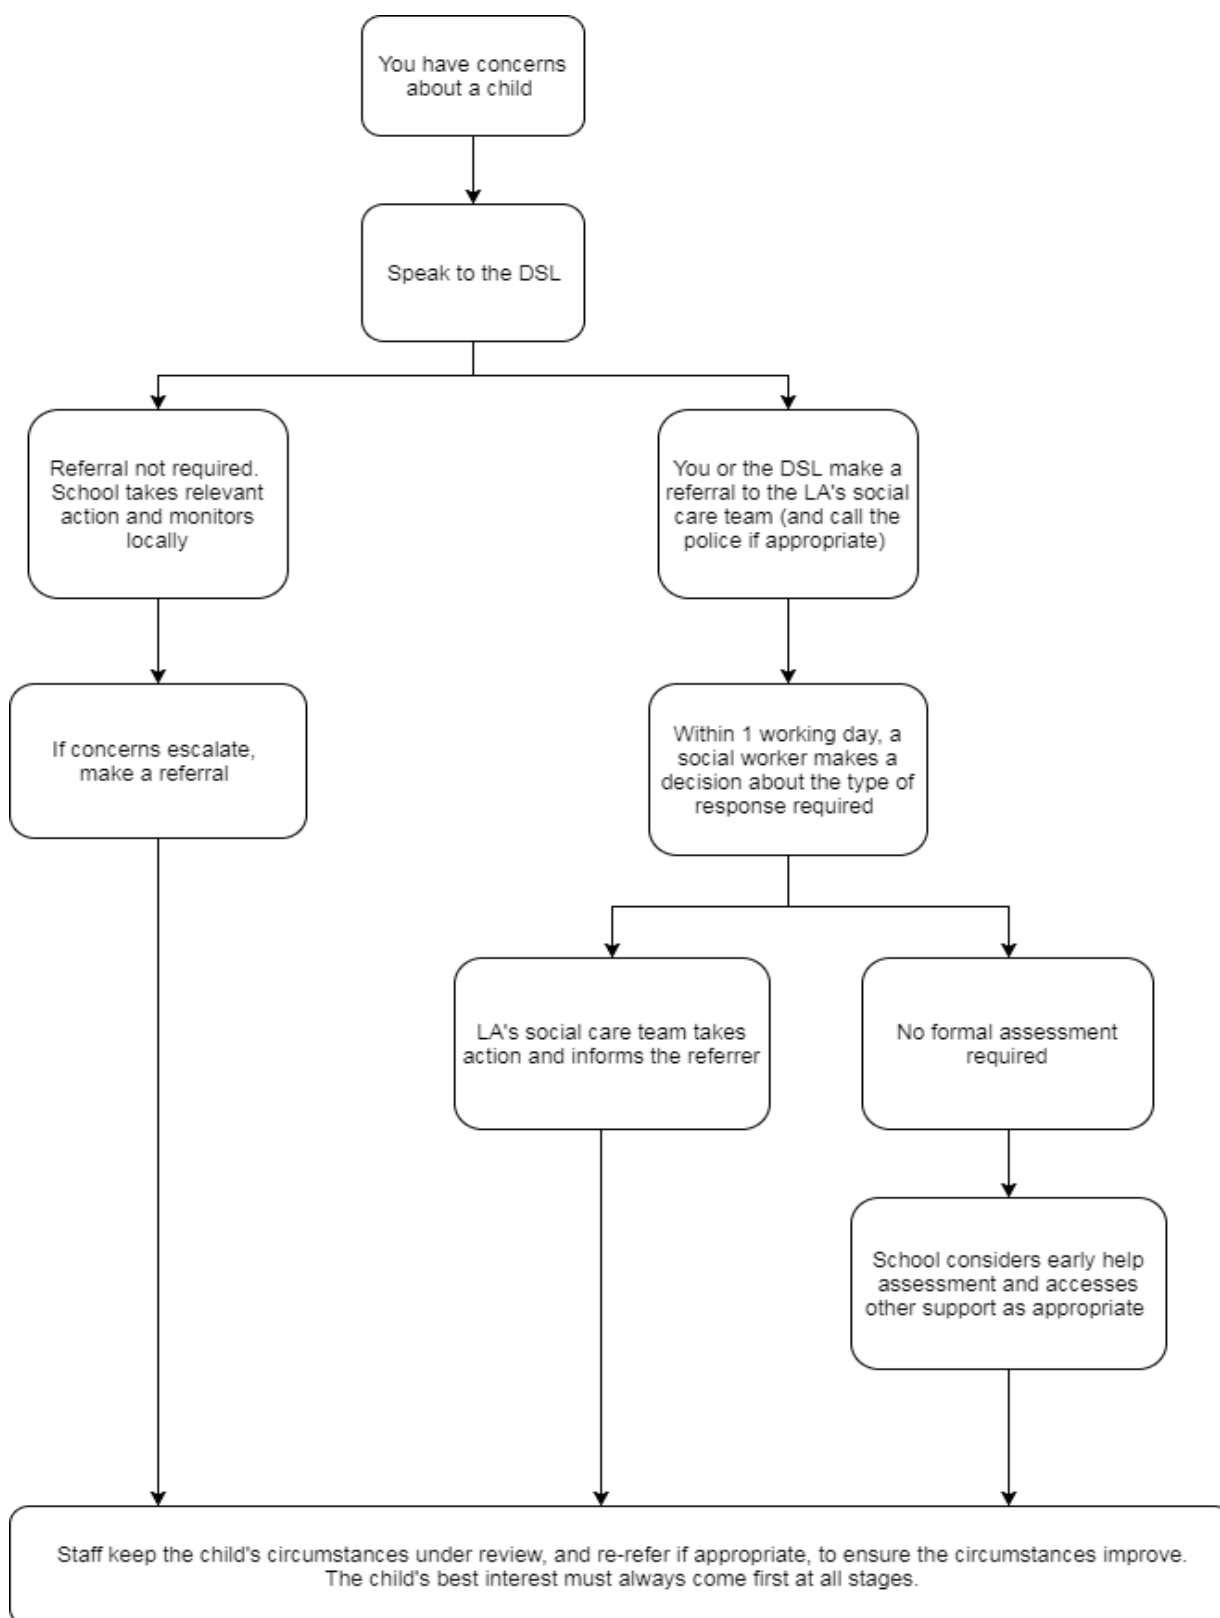 You have concerns
about a child
Speak to the DSL
Referral not required.
School takes relevant
action and monitors
locally
You or the DSL make a
referral to the LA's social
care team (and call the
police if appropriate)
If concerns escalate,
make a referral
Within 1 working day, a
social worker makes a
decision about the type of
response required
LA's social care team takes
action and informs the referrer
No formal assessment
required
School considers early help
assessment and accesses
other support as appropriate
Staff keep the child's circumstances under review, and re-refer if appropriate, to ensure the circumstances improve.
The child's best interest must always come first at all stages.